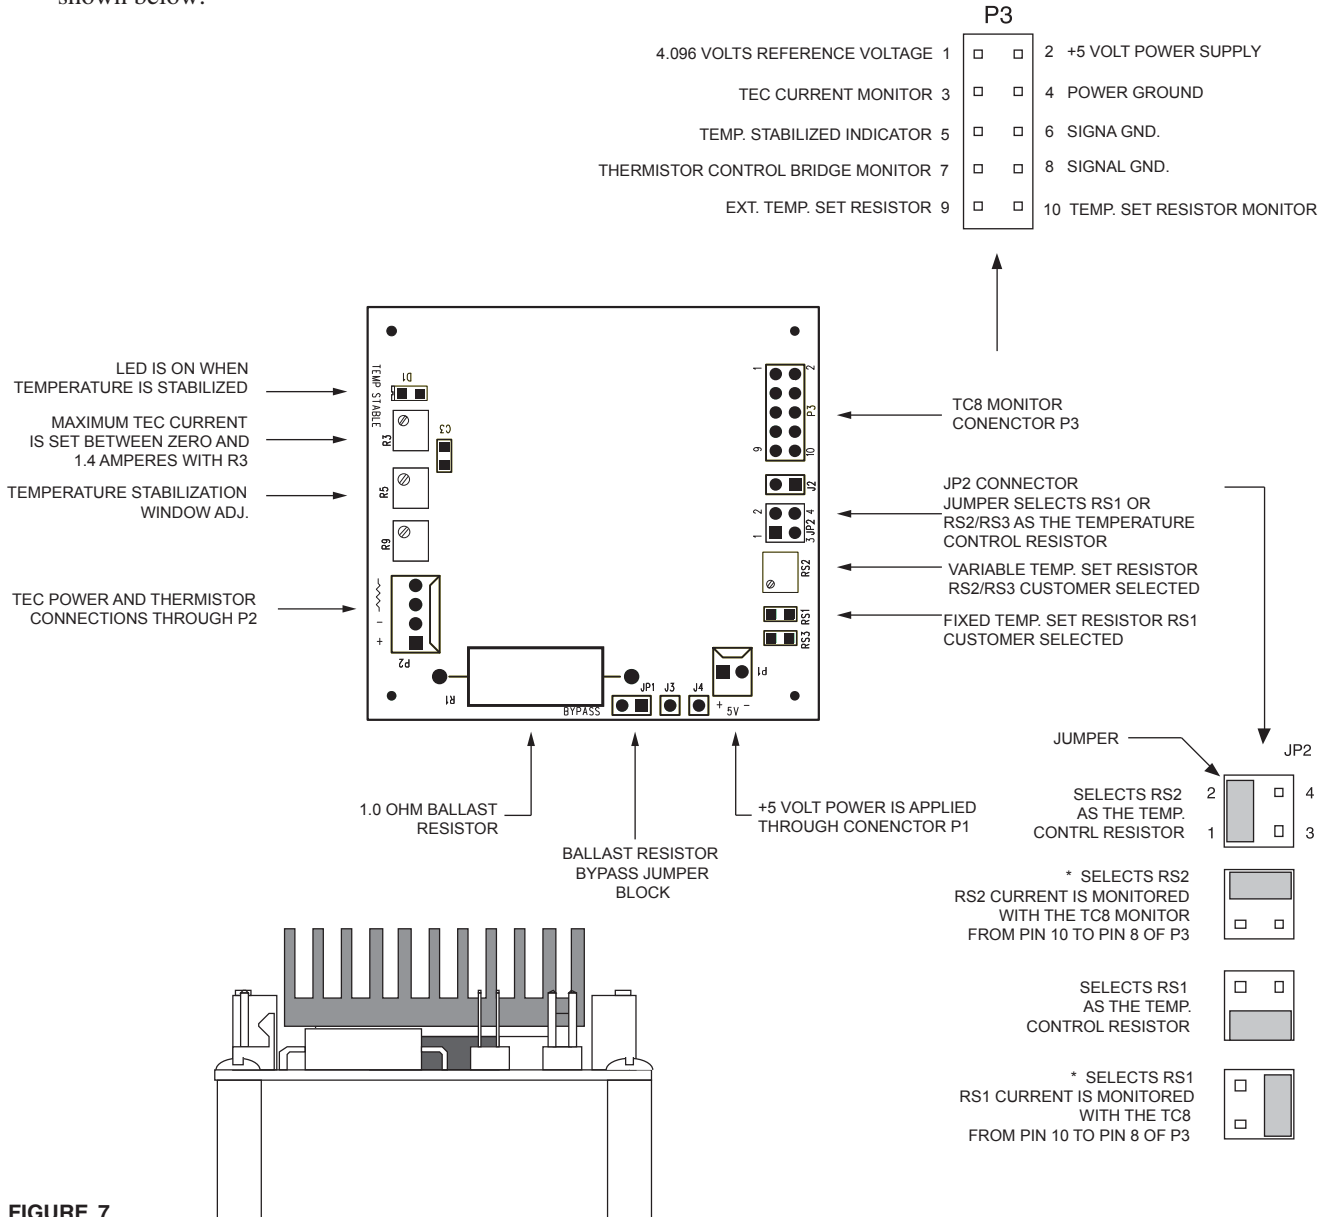 shown below.
P3
4.096 VOLTS REFERENCE VOLTAGE 1
2 +5 VOLT POWER SUPPLY
TEC CURRENT MONITOR 3
4 POWER GROUND
TEMP. STABILIZED INDICATOR 5
6 SIGNA GND.
THERMISTOR CONTROL BRIDGE MONITOR 7
8 SIGNAL GND.
EXT. TEMP. SET RESISTOR 9
10 TEMP. SET RESISTOR MONITOR
LED IS ON WHEN
TEMPERATURE IS STABILIZED
MAXIMUM TEC CURRENT
IS SET BETWEEN ZERO AND
1.4 AMPERES WITH R3
TEMPERATURE STABILIZATION
WINDOW ADJ.
TEC POWER AND THERMISTOR
CONNECTIONS THROUGH P2
TEMP STABLE
D1
R3
C3
R5
R9
- +
P2
R1
BYPASS
JP1
J3
J4
+ 5V -
P1
1
2
P3
9
10
J2
2
4
1
3
JP2
RS2
RS1
RS3
TC8 MONITOR
CONENCTOR P3
JP2 CONNECTOR
JUMPER SELECTS RS1 OR
RS2/RS3 AS THE TEMPERATURE
CONTROL RESISTOR
VARIABLE TEMP. SET RESISTOR
RS2/RS3 CUSTOMER SELECTED
FIXED TEMP. SET RESISTOR RS1
CUSTOMER SELECTED
1.0 OHM BALLAST
RESISTOR
BALLAST RESISTOR
BYPASS JUMPER
BLOCK
+5 VOLT POWER IS APPLIED
THROUGH CONENCTOR P1
JUMPER
JP2
SELECTS RS2
AS THE TEMP.
CONTRL RESISTOR
2
4
1
3
* SELECTS RS2
RS2 CURRENT IS MONITORED
WITH THE TC8 MONITOR
FROM PIN 10 TO PIN 8 OF P3
SELECTS RS1
AS THE TEMP.
CONTROL RESISTOR
* SELECTS RS1
RS1 CURRENT IS MONITORED
WITH THE TC8
FROM PIN 10 TO PIN 8 OF P3
FIGURE 7